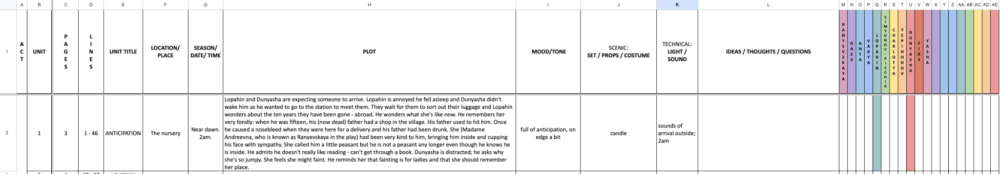 A B C D E F G H I J K L M N O P Q R S T U V W X Y Z AA AB AC AD AE
1
ACT
UNIT
PAGES
LINES
UNIT TITLE
LOCATION/
PLACE
SEASON/
DATE/ TIME
PLOT
MOOD/TONE
SCENIC:
SET / PROPS / COSTUME
TECHNICAL:
LIGHT /
SOUND
IDEAS / THOUGHTS / QUESTIONS
RANYEVSKAYA
GAEV
ANYA
VARYA
LOPAHIN
SIMYONOV-PISCHIK
CHARLOTTA
YEPIHODOV
DUNYASHA
FIRS
YASHA
2
1
3
1 - 46
ANTICIPATION
The nursery
Near dawn.
2am.
Lopahin and Dunyasha are expecting someone to arrive. Lopahin is annoyed he fell asleep and Dunyasha didn't
wake him as he wanted to go to the station to meet them. They wait for them to sort out their luggage and Lopahin
wonders about the ten years they have been gone - abroad. He wonders what she's like now. He remembers her
very fondly: when he was fifteen, his (now dead) father had a shop in the village. His father used to hit him. Once
he caused a nosebleed when they were here for a delivery and his father had been drunk. She (Madame
Andreevna, who is known as Ranyevskaya in the play) had been very kind to him, bringing him inside and cupping
his face with sympathy. She called him a little peasant but he is not a peasant any longer even though he knows he
is inside. He admits he doesn't really like reading - can't get through a book. Dunyasha is distracted; he asks why
she's so jumpy. She feels she might faint. He reminds her that fainting is for ladies and that she should remember
her place.
full of anticipation, on
edge a bit
candle
sounds of
arrival outside;
2am